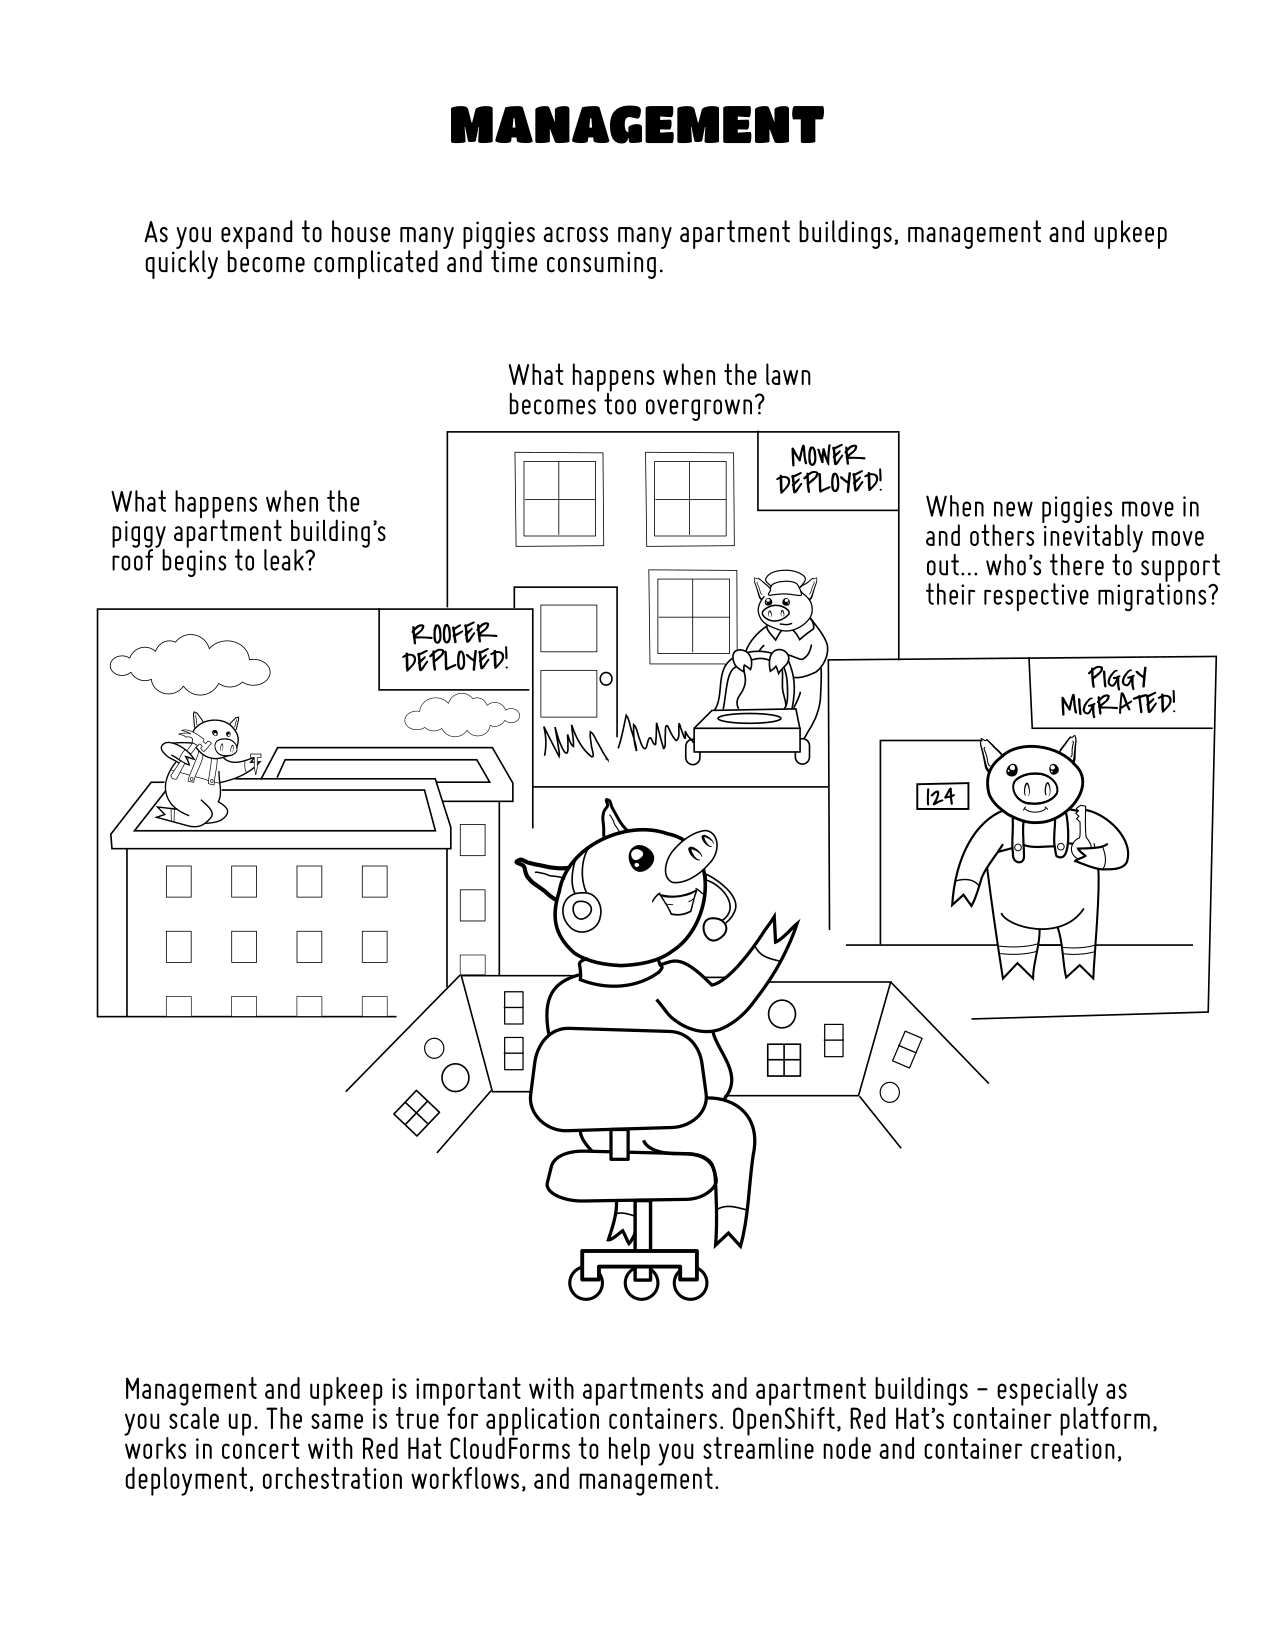 MANAGEMENT
As you expand to house many piggies across many apartment buildings, management and upkeep
quickly become complicated and time consuming.
What happens when the lawn
becomes too overgrown?
MOWER
DEPLOYED!
What happens when the
piggy apartment building's
roof begins to leak?
ROOFER
DEPLOYED!
When new piggies move in
and others inevitably move
out... who's there to support
their respective migrations?
PIGGY
MIGRATED!
124
Management and upkeep is important with apartments and apartment buildings – especially as
you scale up. The same is true for application containers. OpenShift, Red Hat's container platform,
works in concert with Red Hat CloudForms to help you streamline node and container creation,
deployment, orchestration workflows, and management.